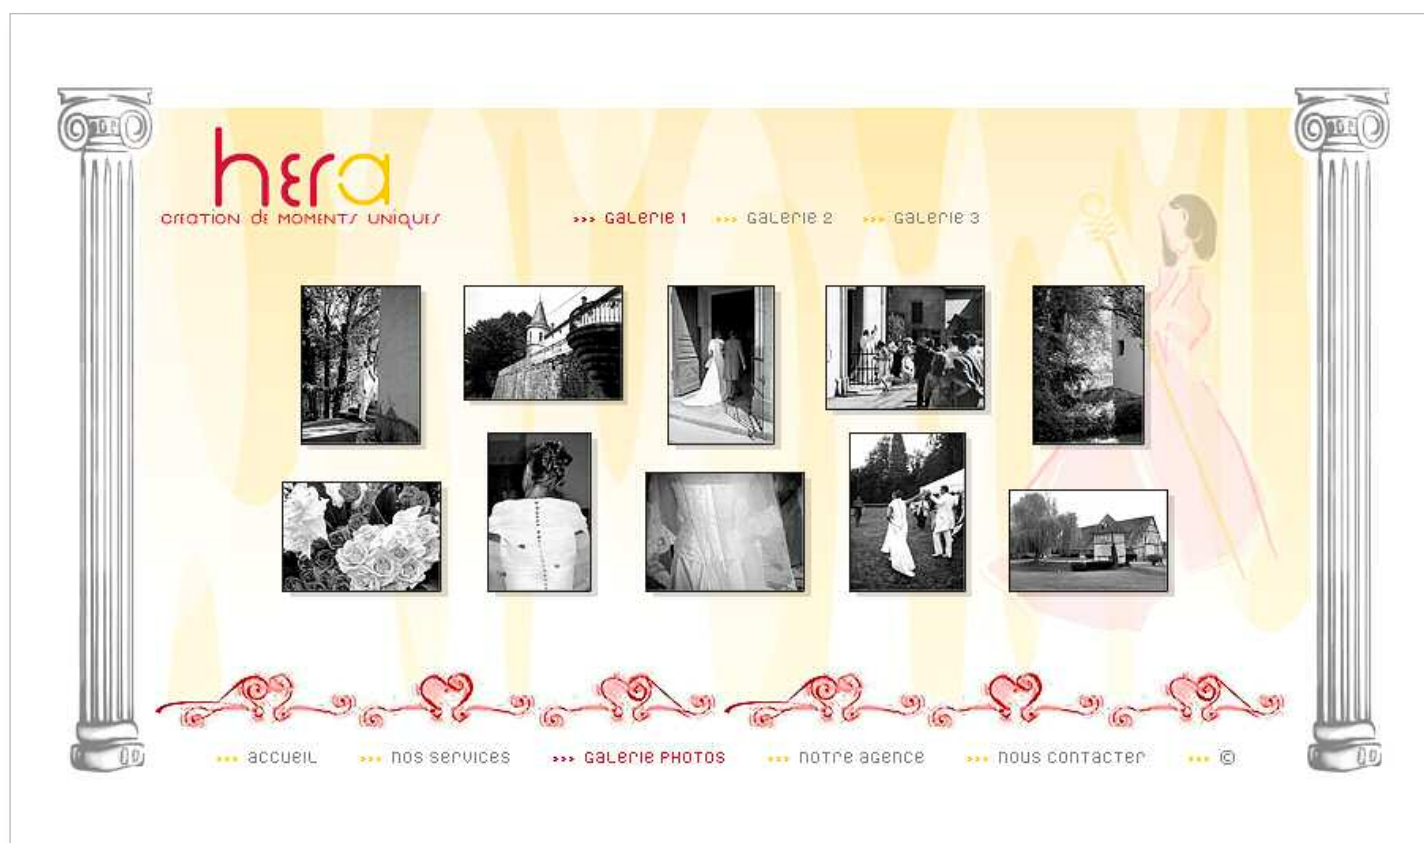 hera
creation de moments uniques
>>> Galerie 1 >>> Galerie 2 >>> Galerie 3
>>> accueil >>> nos services >>> Galerie PHOTOS >>> notre agence >>> nous contacter >>> ©